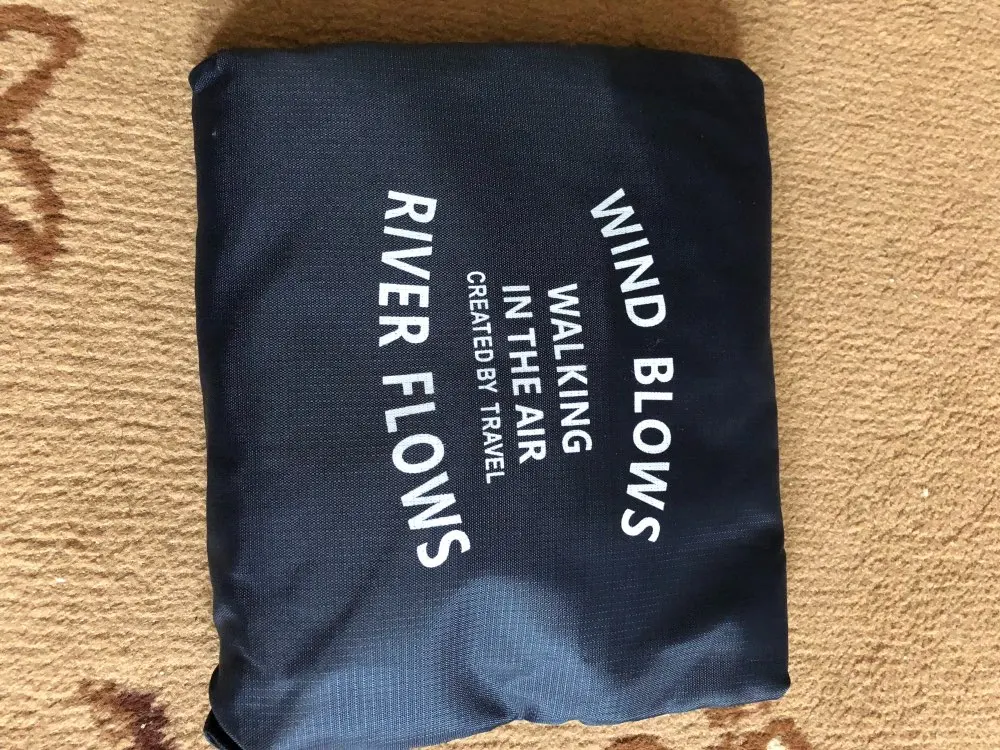 WIND BLOWS
WALKING
IN THE AIR
CREATED BY TRAVEL
RIVER FLOWS